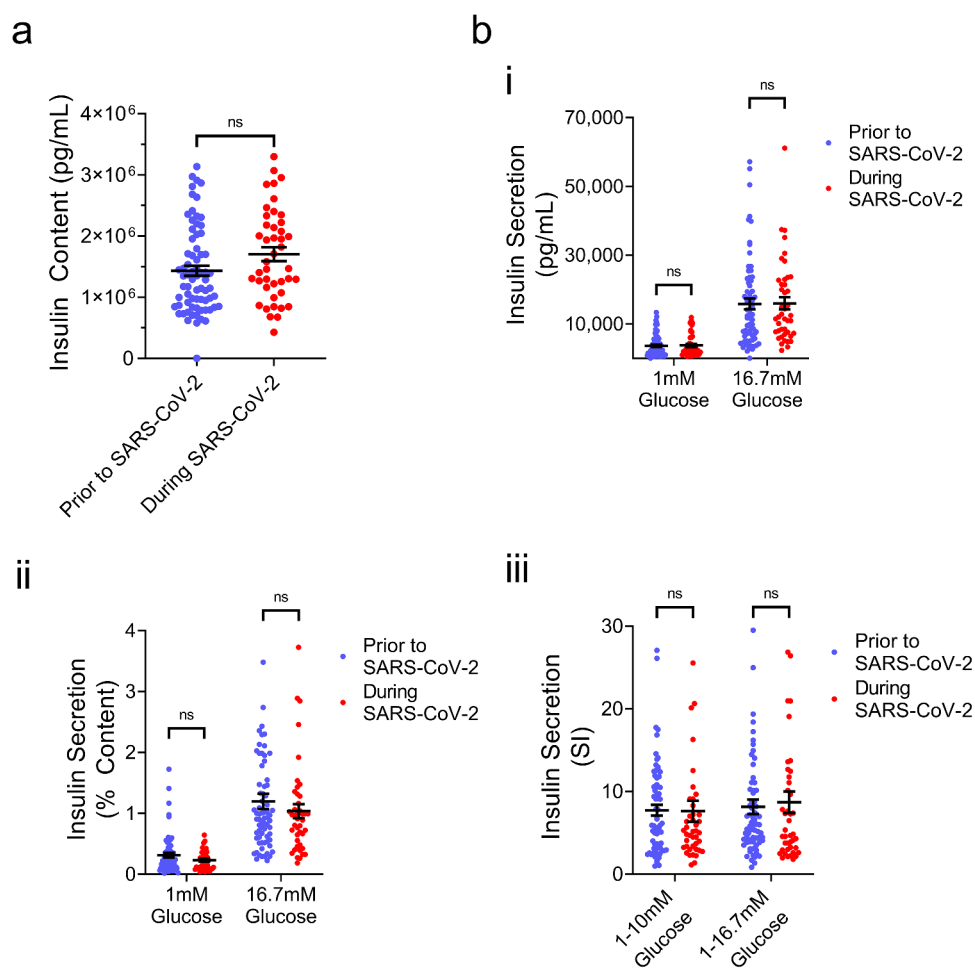 a
Insulin Content (pg/mL)
4×10⁶
3×10⁶
2×10⁶
1×10⁶
0
ns
Prior to SARS-CoV-2
During SARS-CoV-2
b
i
Insulin Secretion
(pg/mL)
70,000
50,000
30,000
10,000
ns
ns
1mM
Glucose
16.7mM
Glucose
Prior to
SARS-CoV-2
During
SARS-CoV-2
ii
Insulin Secretion
(% Content)
4
3
2
1
0
ns
ns
1mM
Glucose
16.7mM
Glucose
Prior to
SARS-CoV-2
During
SARS-CoV-2
iii
Insulin Secretion
(SI)
30
20
10
0
ns
ns
1-10mM
Glucose
1-16.7mM
Glucose
Prior to
SARS-CoV-2
During
SARS-CoV-2